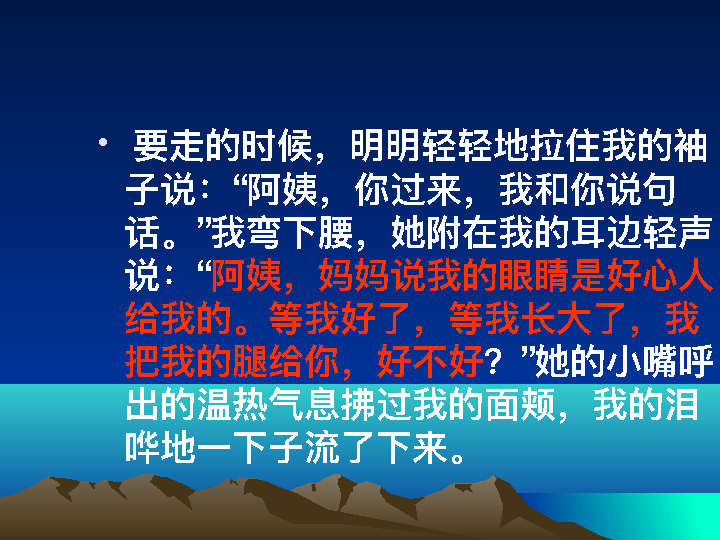 • 要走的时候，明明轻轻地拉住我的袖
子说：“阿姨，你过来，我和你说句
话。”我弯下腰，她附在我的耳边轻声
说：“阿姨，妈妈说我的眼睛是好心人
给我的。等我好了，等我长大了，我
把我的腿给你，好不好？”她的小嘴呼
出的温热气息拂过我的面颊，我的泪
哗地一下子流了下来。